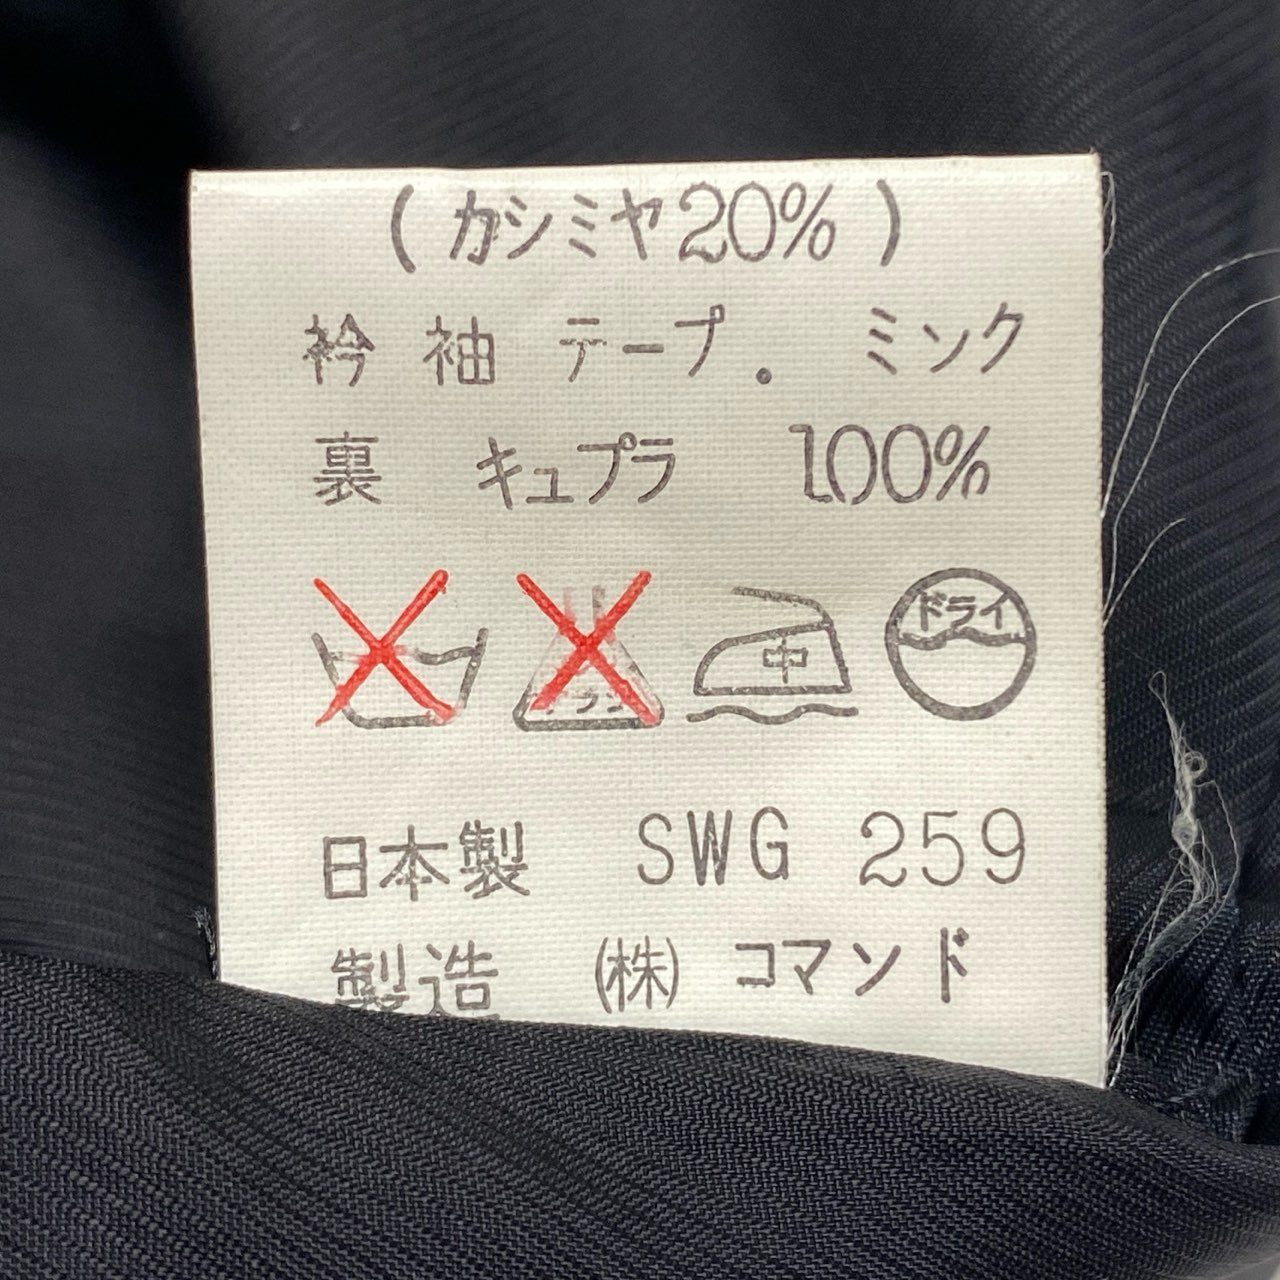 (カシミヤ20%)
衿 袖 テープ. ミンク
裏 キュプラ 100%
中 ドライ
日本製 SWG 259
製造 (株) コマンド